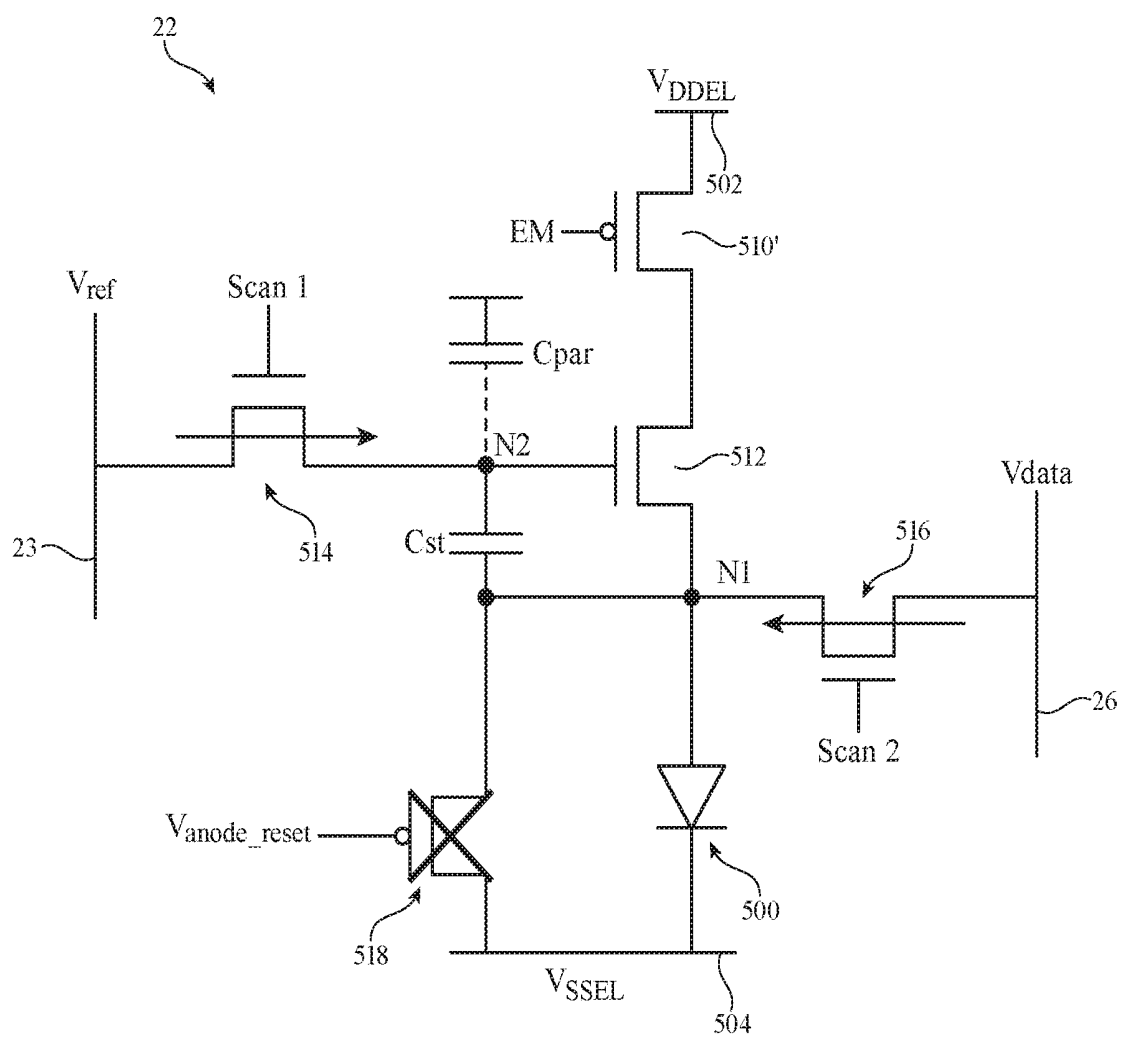 22
VDDEL
502
EM
510'
Vref
Scan 1
Cpar
N2
512
Vdata
23
514
Cst
516
N1
26
Scan 2
Vanode_reset
500
518
VSSEL
504